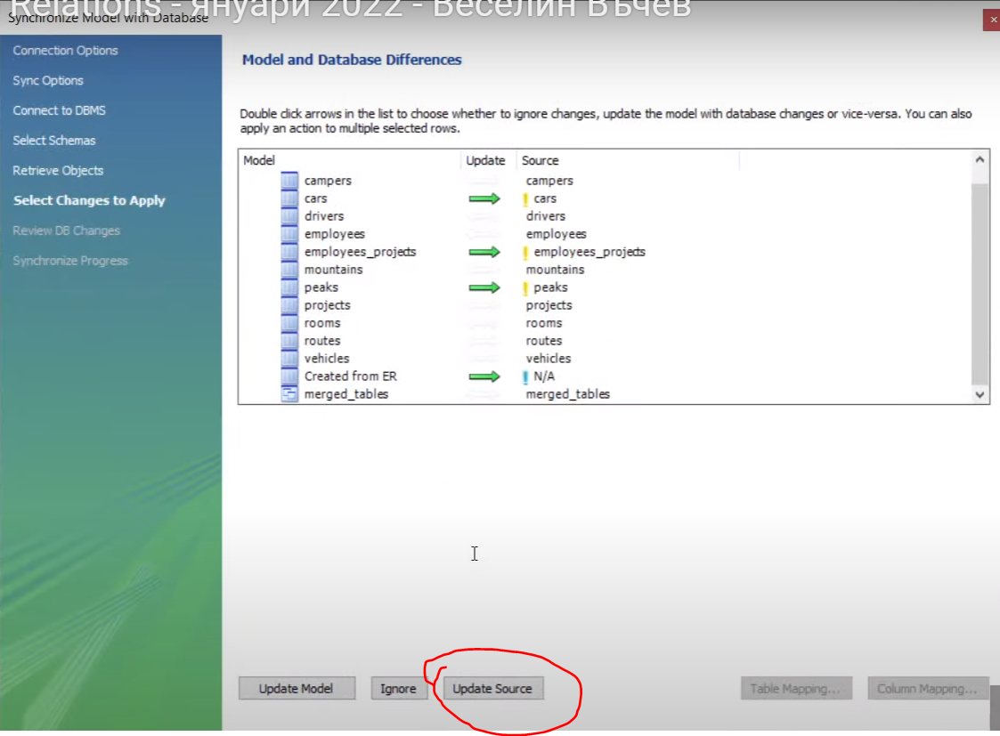 Relations - януари 2022 - Веселин Вълчев
Synchronize Model with Database
Connection Options
Sync Options
Connect to DBMS
Select Schemas
Retrieve Objects
Select Changes to Apply
Review DB Changes
Synchronize Progress
Model and Database Differences
Double click arrows in the list to choose whether to ignore changes, update the model with database changes or vice-versa. You can also
apply an action to multiple selected rows.
Model Update Source
campers campers
cars cars
drivers drivers
employees employees
employees_projects employees_projects
mountains mountains
peaks peaks
projects projects
rooms rooms
routes routes
vehicles vehicles
Created from ER N/A
merged_tables merged_tables
Update Model Ignore Update Source Table Mapping... Column Mapping...